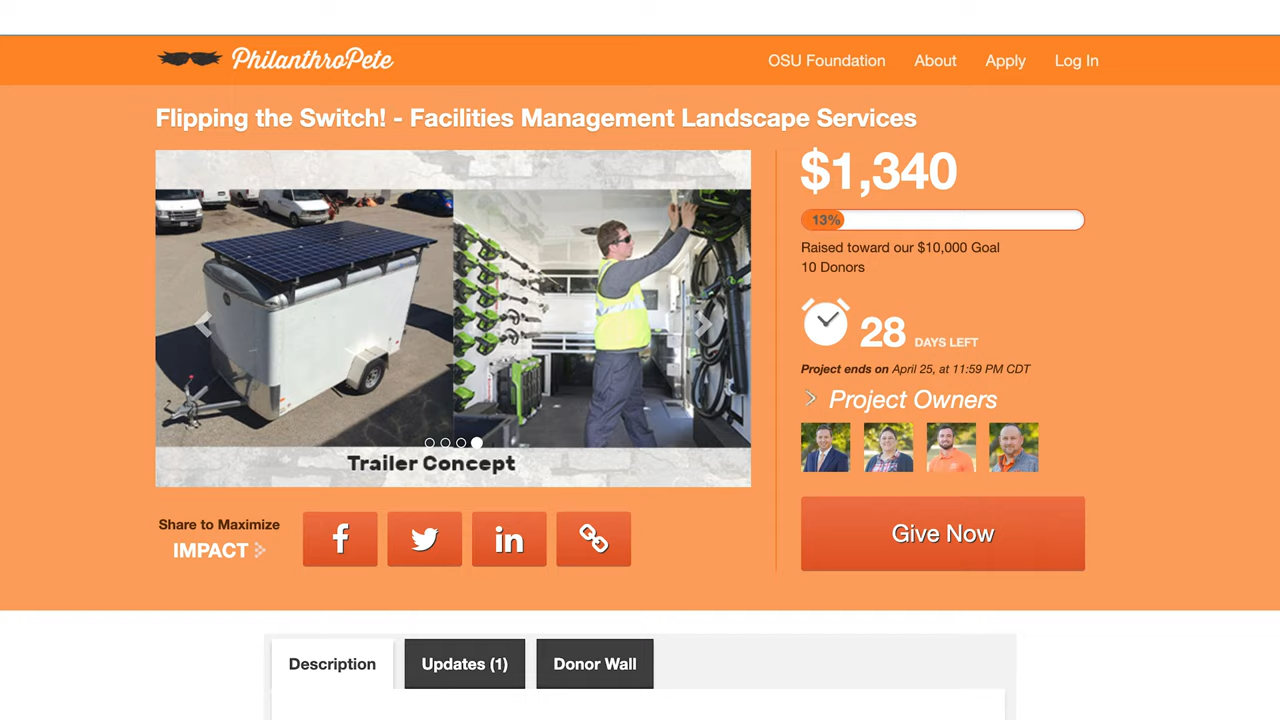 PhilanthroPete
OSU Foundation
About
Apply
Log In
Flipping the Switch! - Facilities Management Landscape Services
$1,340
13%
Raised toward our $10,000 Goal
10 Donors
28 DAYS LEFT
Project ends on April 25, at 11:59 PM CDT
Project Owners
Trailer Concept
Share to Maximize
IMPACT
Give Now
Description
Updates (1)
Donor Wall